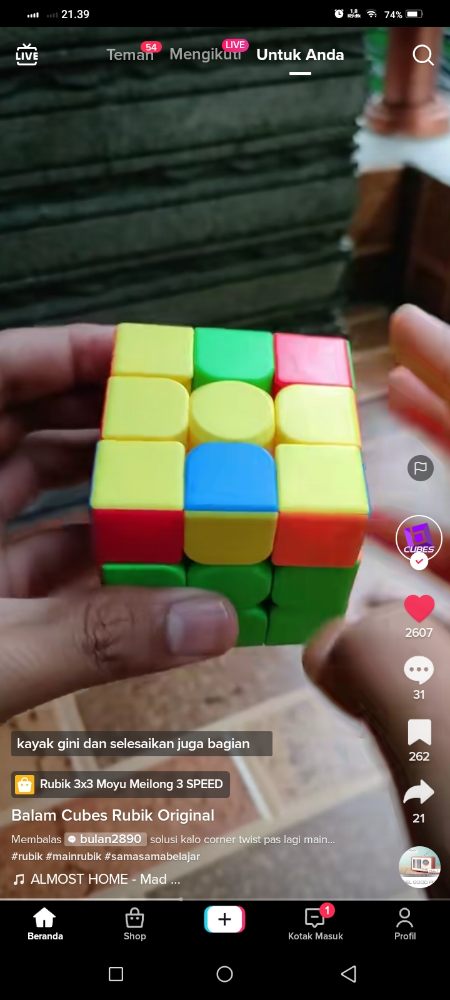 21.39
1,8
KB/dtk
74%
LIVE
Teman
54
Mengikuti
LIVE
Untuk Anda
CUBES
2607
31
262
21
kayak gini dan selesaikan juga bagian
Rubik 3x3 Moyu Meilong 3 SPEED
Balam Cubes Rubik Original
Membalas bulan2890 solusi kalo corner twist pas lagi main...
#rubik #mainrubik #samasamabelajar
ALMOST HOME - Mad ...
Beranda
Shop
Kotak Masuk
1
Profil